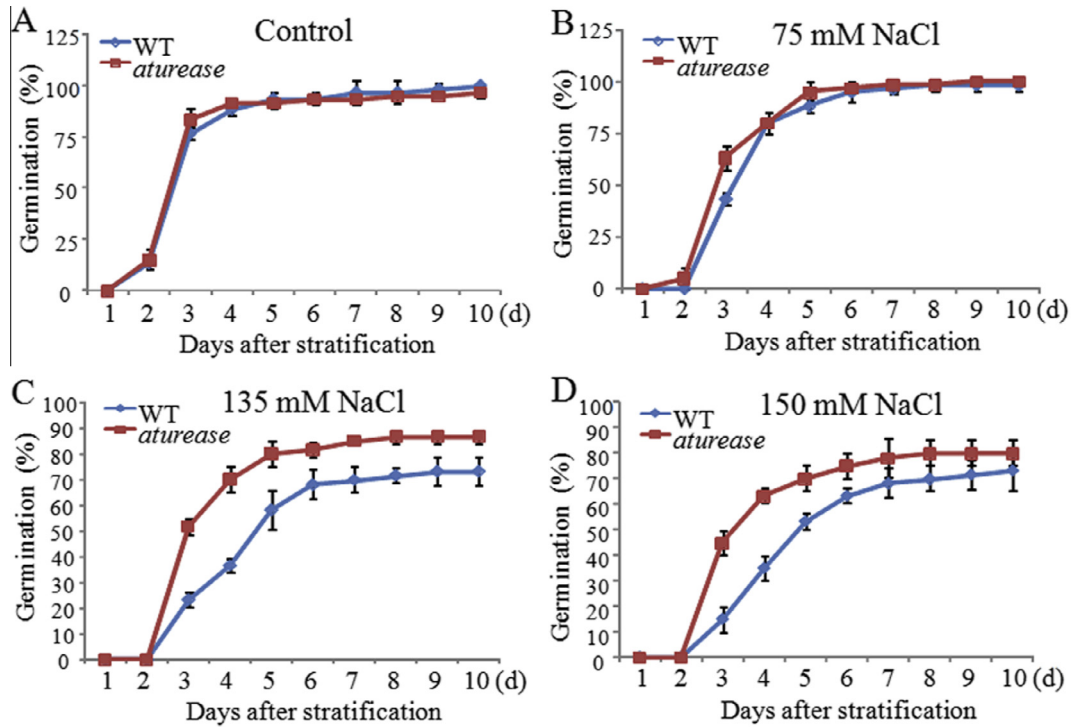 A
Control
WT
aturease
Germination (%)
125
100
75
50
25
0
1 2 3 4 5 6 7 8 9 10 (d)
Days after stratification
B
75 mM NaCl
WT
aturease
Germination (%)
125
100
75
50
25
0
1 2 3 4 5 6 7 8 9 10 (d)
Days after stratification
C
135 mM NaCl
WT
aturease
Germination (%)
100
90
80
70
60
50
40
30
20
10
0
1 2 3 4 5 6 7 8 9 10 (d)
Days after stratification
D
150 mM NaCl
WT
aturease
Germination (%)
100
90
80
70
60
50
40
30
20
10
0
1 2 3 4 5 6 7 8 9 10 (d)
Days after stratification